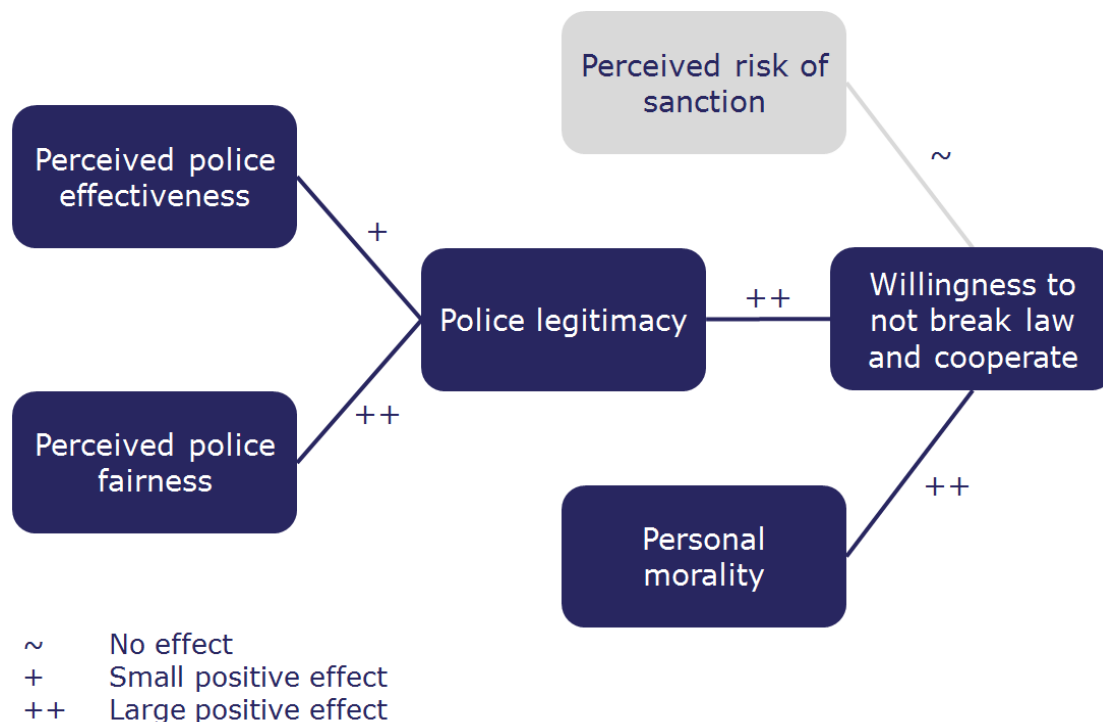 Perceived risk of
sanction
Perceived police
effectiveness
~
+
Police legitimacy
++
Willingness to
not break law
and cooperate
Perceived police
fairness
++
++
Personal
morality
~ No effect
+ Small positive effect
++ Large positive effect